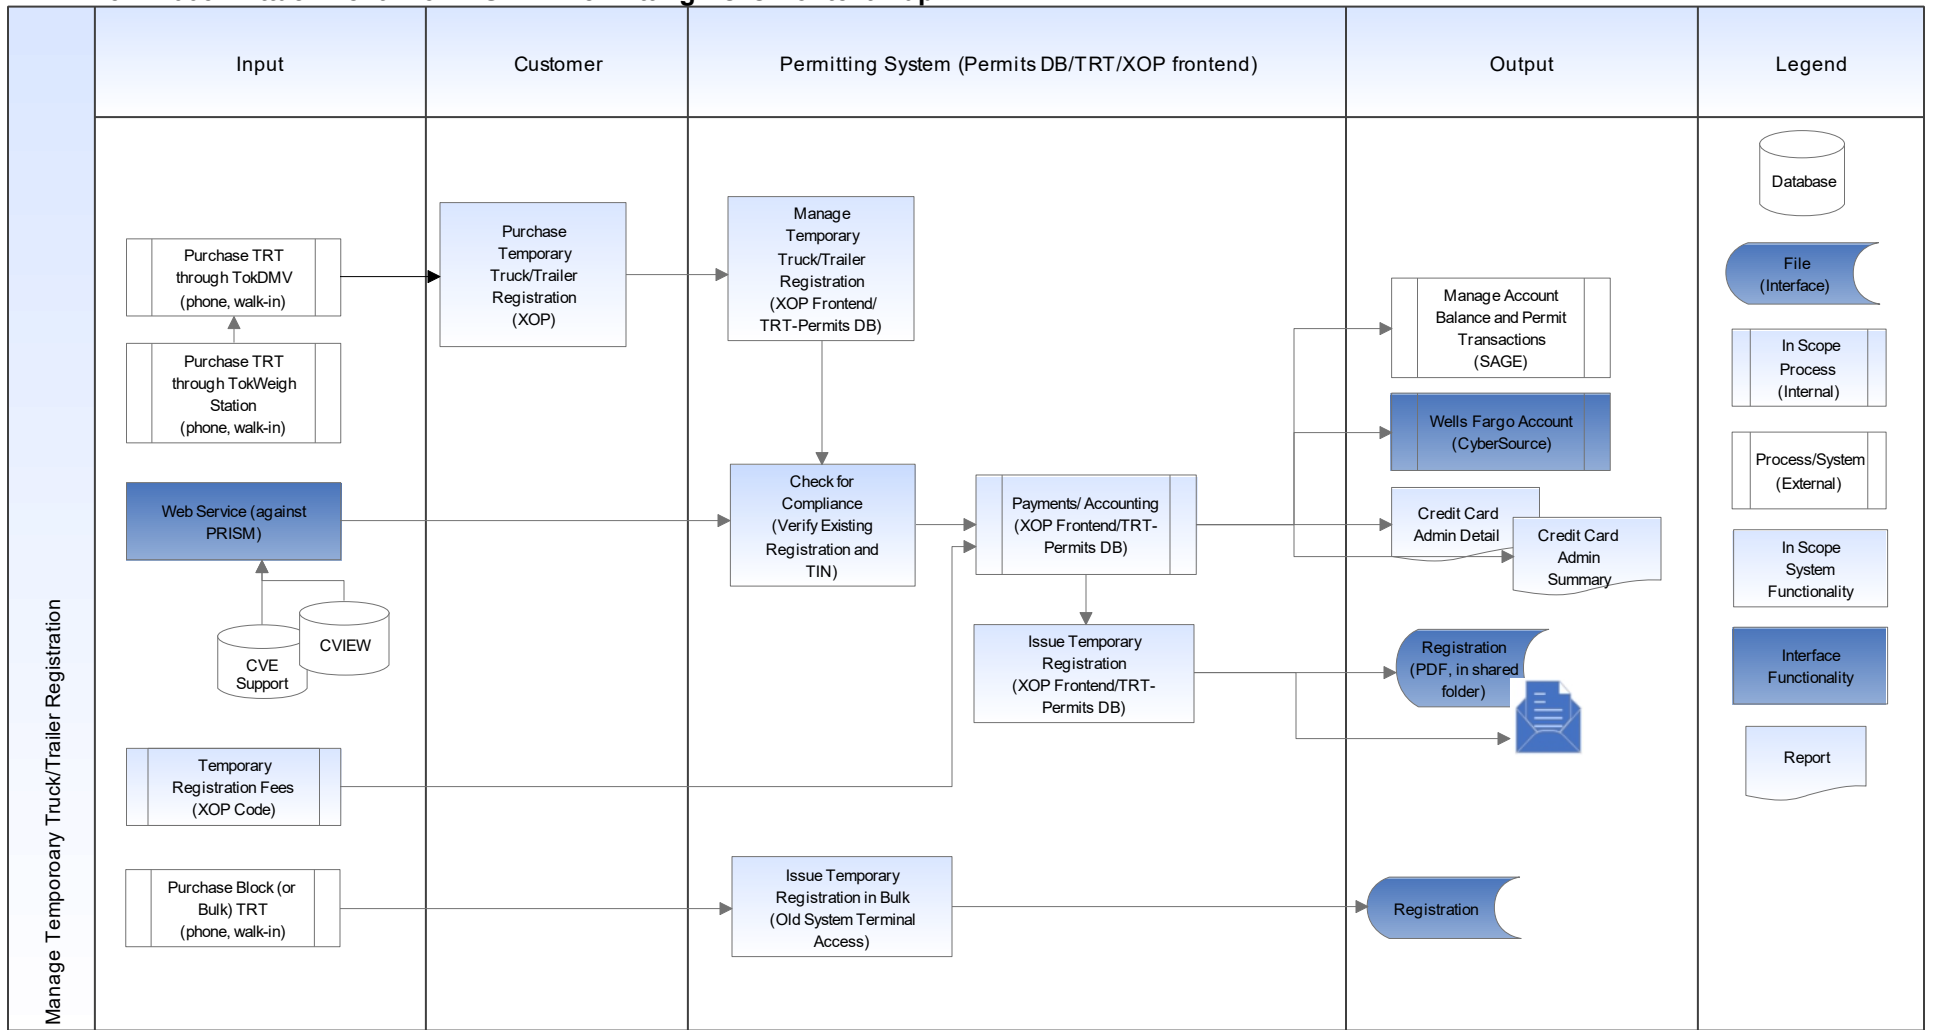 Input
Customer
Permitting System (Permits DB/TRT/XOP frontend)
Output
Legend
Manage Temporoary Truck/Trailer Registration
Purchase TRT
through TokDMV
(phone, walk-in)
Purchase TRT
through TokWeigh
Station
(phone, walk-in)
Web Service (against
PRISM)
CVE
Support
CVIEW
Temporary
Registration Fees
(XOP Code)
Purchase Block (or
Bulk) TRT
(phone, walk-in)
Purchase
Temporary
Truck/Trailer
Registration
(XOP)
Manage
Temporary
Truck/Trailer
Registration
(XOP Frontend/
TRT-Permits DB)
Check for
Compliance
(Verify Existing
Registration and
TIN)
Payments/ Accounting
(XOP Frontend/TRT-
Permits DB)
Issue Temporary
Registration
(XOP Frontend/TRT-
Permits DB)
Issue Temporary
Registration in Bulk
(Old System Terminal
Access)
Manage Account
Balance and Permit
Transactions
(SAGE)
Wells Fargo Account
(CyberSource)
Credit Card
Admin Detail
Credit Card
Admin
Summary
Registration
(PDF, in shared
folder)
Registration
Database
File
(Interface)
In Scope
Process
(Internal)
Process/System
(External)
In Scope
System
Functionality
Interface
Functionality
Report